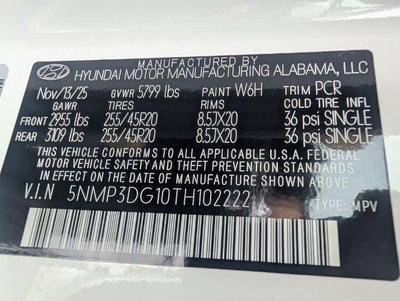 MANUFACTURED BY
HYUNDAI MOTOR MANUFACTURING ALABAMA, LLC
Nov/13/25 GVWR 5799 lbs PAINT W6H TRIM PCR
GAWR TIRES RIMS COLD TIRE INFL
FRONT 2955 lbs 255/45R20 8.5JX20 36 psi SINGLE
REAR 3109 lbs 255/45R20 8.5JX20 36 psi SINGLE
THIS VEHICLE CONFORMS TO ALL APPLICABLE U.S.A. FEDERAL
MOTOR VEHICLE SAFETY AND THEFT PREVENTION STANDARDS
IN EFFECT ON THE DATE OF MANUFACTURE SHOWN ABOVE.
V.I.N 5NMP3DG10TH102222 TYPE: MPV